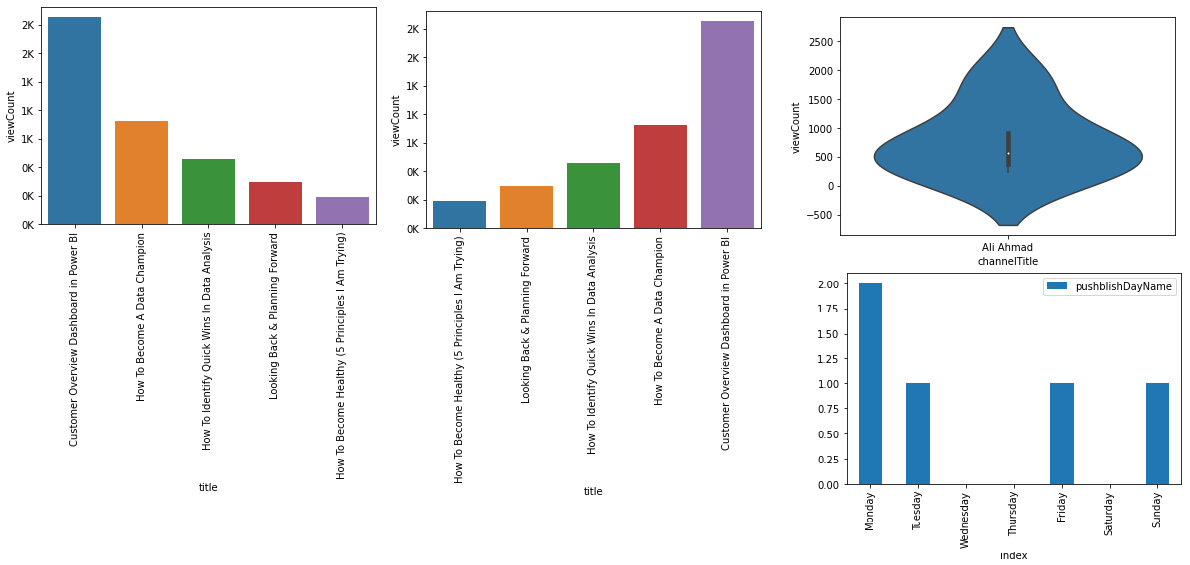 2K
2K
1K
1K
1K
0K
0K
0K
viewCount
Customer Overview Dashboard in Power BI
How To Become A Data Champion
How To Identify Quick Wins In Data Analysis
Looking Back & Planning Forward
How To Become Healthy (5 Principles I Am Trying)
title
2K
2K
1K
1K
1K
0K
0K
0K
viewCount
How To Become Healthy (5 Principles I Am Trying)
Looking Back & Planning Forward
How To Identify Quick Wins In Data Analysis
How To Become A Data Champion
Customer Overview Dashboard in Power BI
title
2500
2000
1500
1000
500
0
−500
viewCount
Ali Ahmad
channelTitle
pushblishDayName
2.00
1.75
1.50
1.25
1.00
0.75
0.50
0.25
0.00
Monday
Tuesday
Wednesday
Thursday
Friday
Saturday
Sunday
index